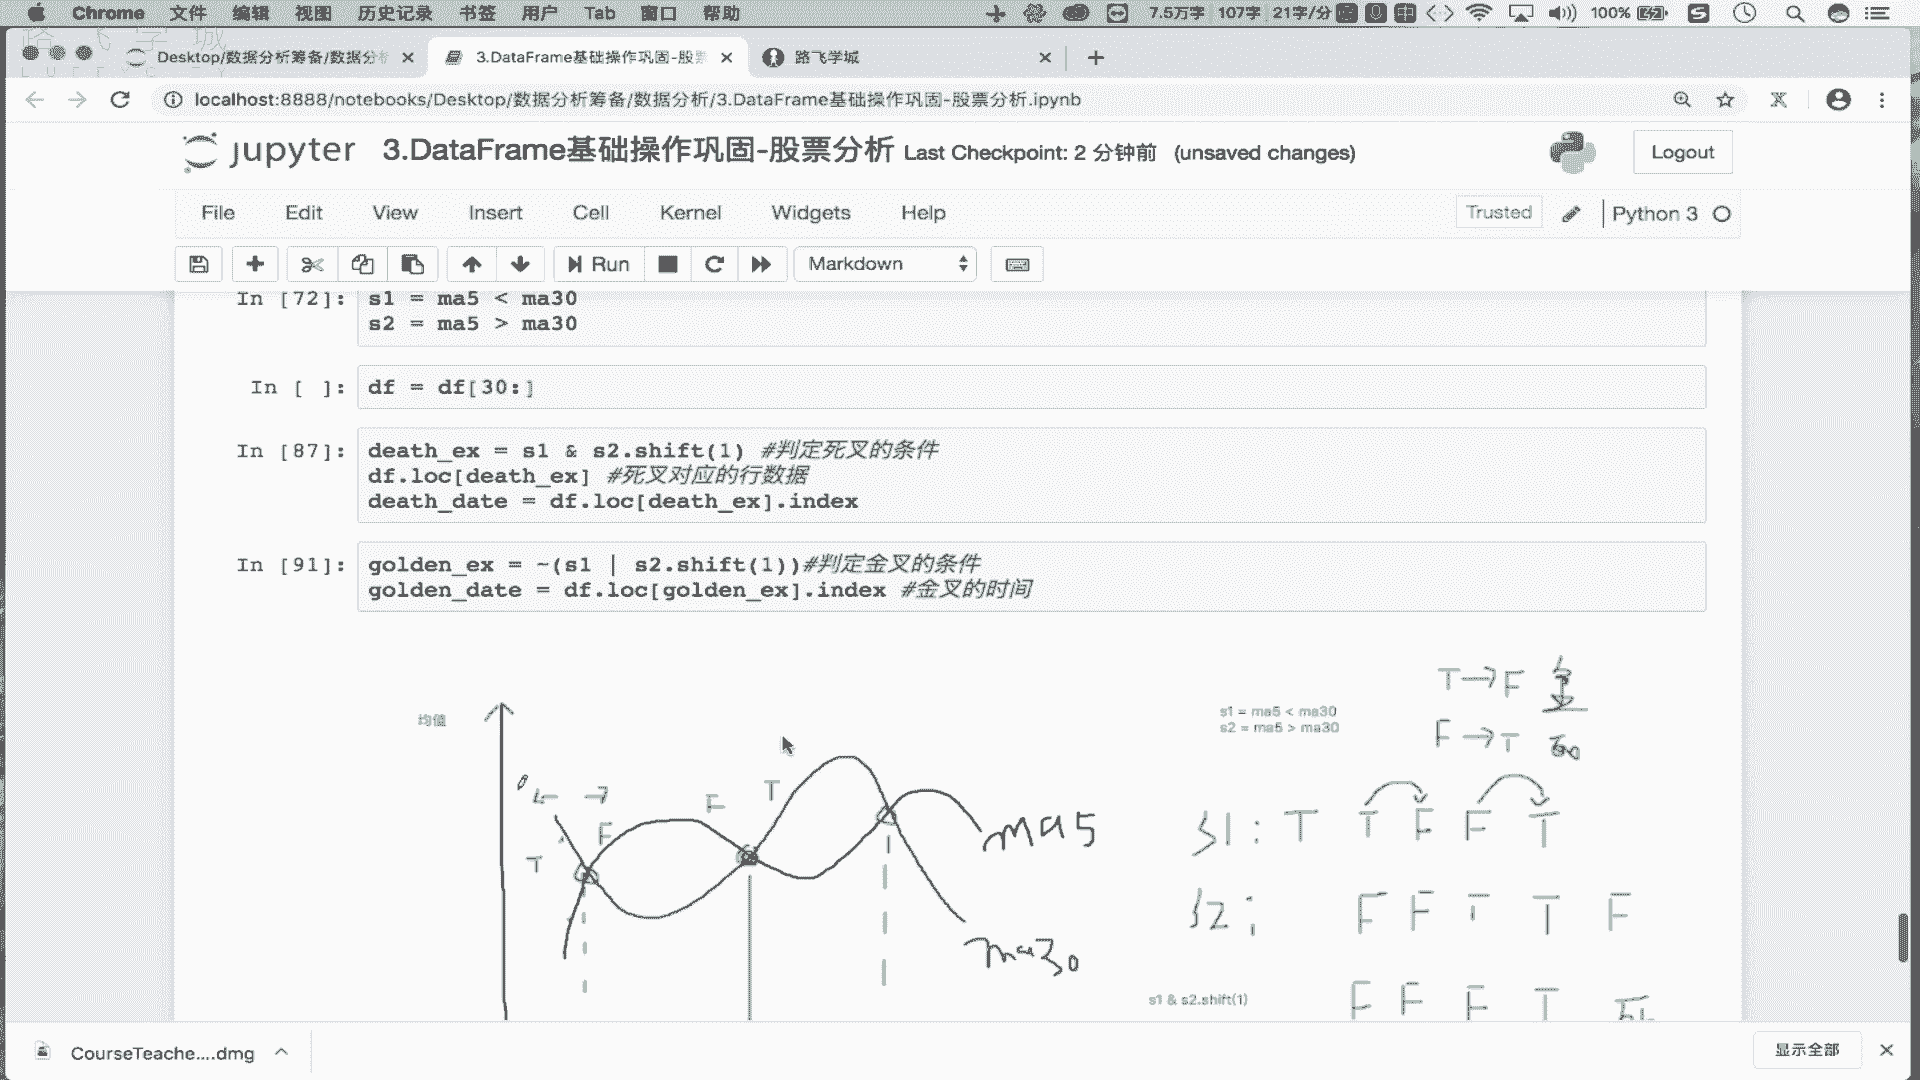 Chrome 文件 编辑 视图 历史记录 书签 用户 Tab 窗口 帮助 7.5万字 107字 21字/分 中 100%
路飞学城
Desktop/数据分析筹备/数据分析 3.DataFrame基础操作巩固-股票 路飞学城
localhost:8888/notebooks/Desktop/数据分析筹备/数据分析/3.DataFrame基础操作巩固-股票分析.ipynb
jupyter 3.DataFrame基础操作巩固-股票分析 Last Checkpoint: 2 分钟前 (unsaved changes) Logout
File Edit View Insert Cell Kernel Widgets Help Trusted Python 3
Run Markdown
In [72]: s1 = ma5 < ma30
s2 = ma5 > ma30
In [ ]: df = df[30:]
In [87]: death_ex = s1 & s2.shift(1) #判定死叉的条件
df.loc[death_ex] #死叉对应的行数据
death_date = df.loc[death_ex].index
In [91]: golden_ex = ~(s1 | s2.shift(1))#判定金叉的条件
golden_date = df.loc[golden_ex].index #金叉的时间
T→F 金
均值
s1 = ma5 < ma30
s2 = ma5 > ma30
F→T 死
T F F T
ma5
ma30
S1: T T F F T
S2: F F T T F
s1 & s2.shift(1) F F F T 死
CourseTeache....dmg 显示全部